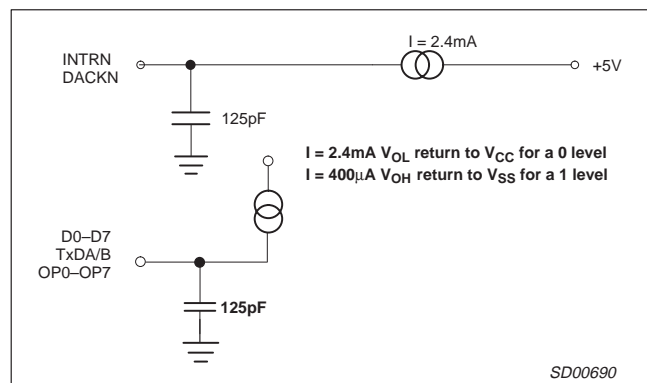 I = 2.4mA
INTRN
DACKN
+5V
125pF
I = 2.4mA VOL return to VCC for a 0 level
I = 400μA VOH return to VSS for a 1 level
D0–D7
TxDA/B
OP0–OP7
125pF
SD00690